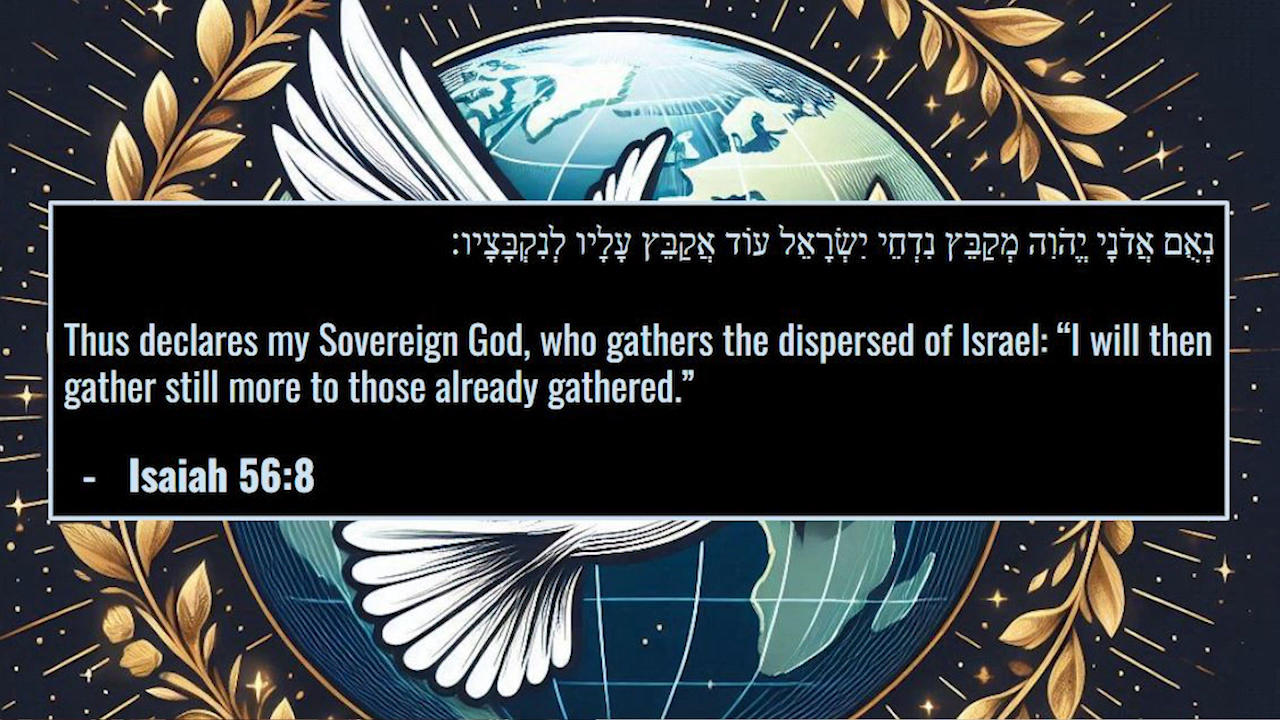 נְאֻם אֲדֹנָי יֱהֹוִה מְקַבֵּץ נִדְחֵי יִשְׂרָאֵל עוֹד אֲקַבֵּץ עָלָיו לְנִקְבָּצָיו׃
Thus declares my Sovereign God, who gathers the dispersed of Israel: “I will then
gather still more to those already gathered.”
- Isaiah 56:8